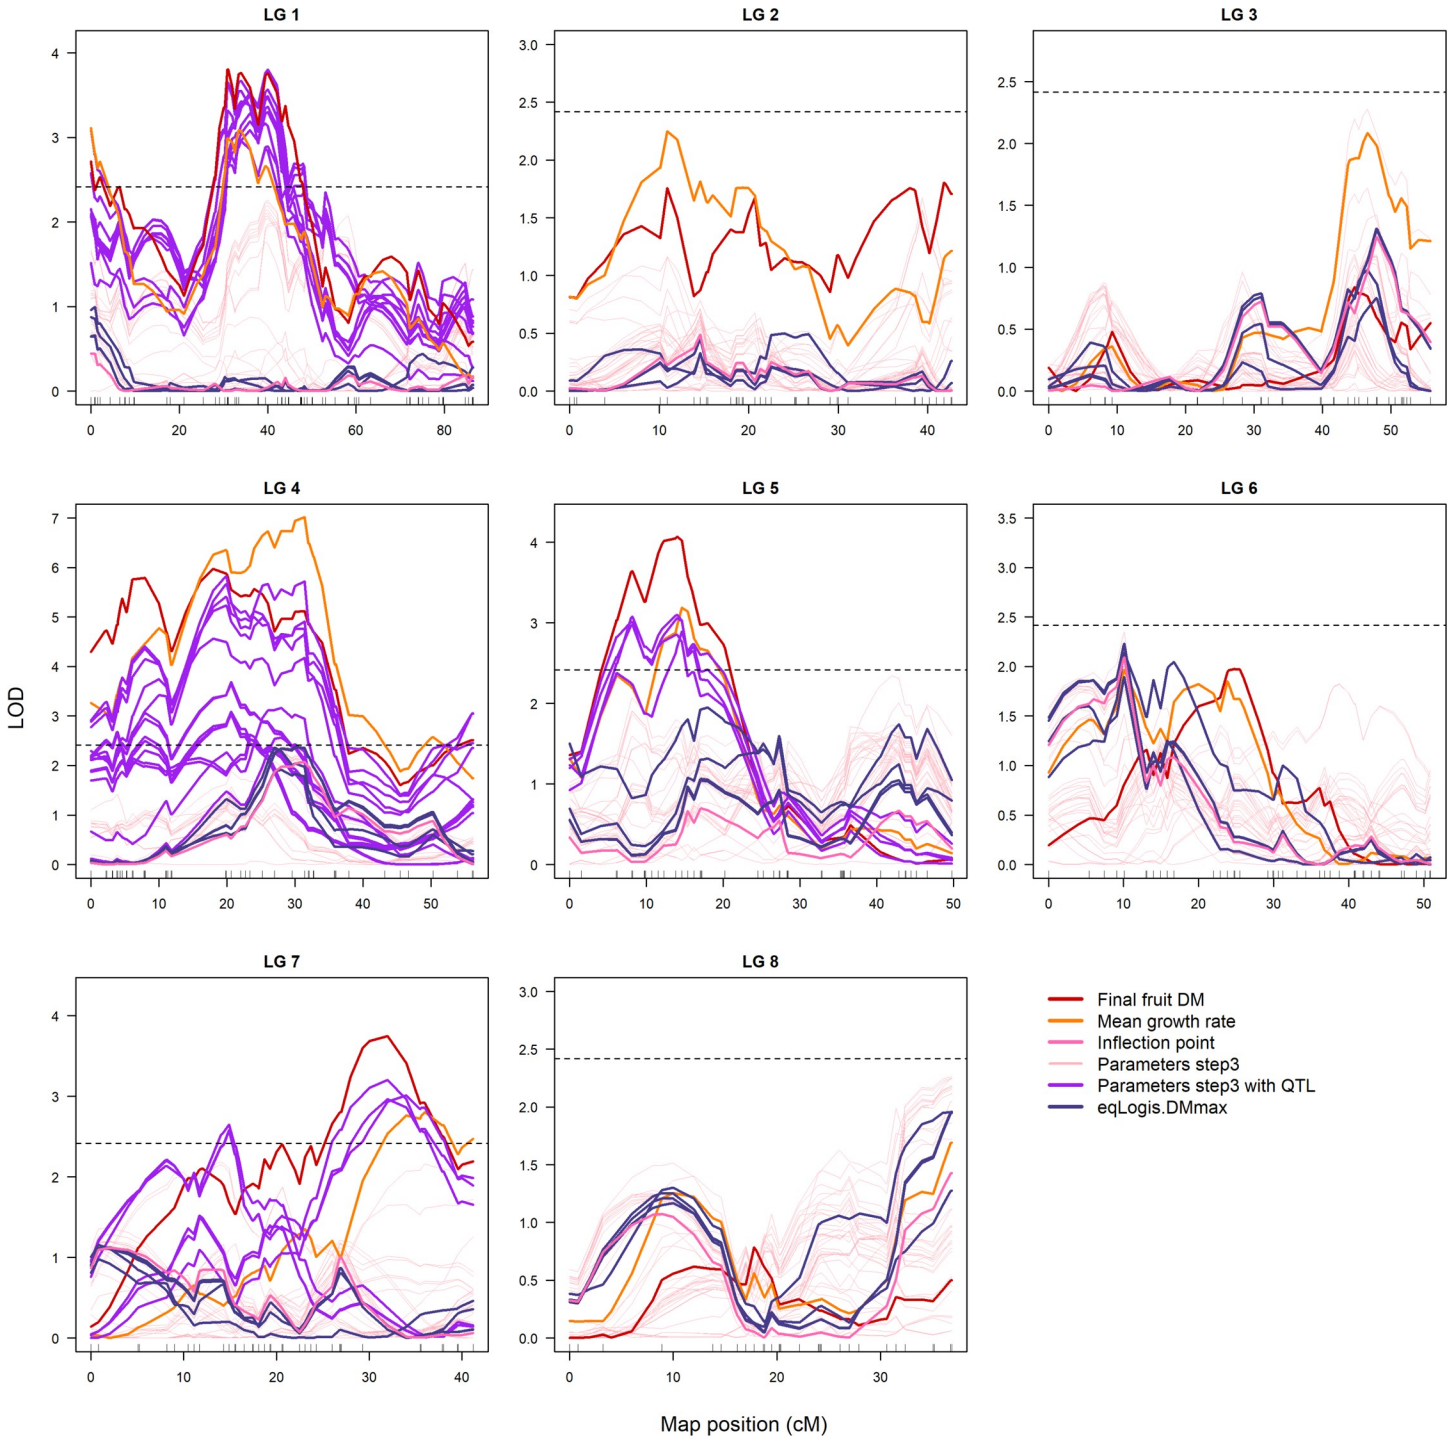 LG 1
LG 2
LG 3
4
3
2
1
0
0 20 40 60 80
3.0
2.5
2.0
1.5
1.0
0.5
0.0
0 10 20 30 40
2.5
2.0
1.5
1.0
0.5
0.0
0 10 20 30 40 50
LG 4
LG 5
LG 6
LOD
7
6
5
4
3
2
1
0
0 10 20 30 40 50
4
3
2
1
0
0 10 20 30 40 50
3.5
3.0
2.5
2.0
1.5
1.0
0.5
0.0
0 10 20 30 40 50
LG 7
LG 8
4
3
2
1
0
0 10 20 30 40
3.0
2.5
2.0
1.5
1.0
0.5
0.0
0 10 20 30
Final fruit DM
Mean growth rate
Inflection point
Parameters step3
Parameters step3 with QTL
eqLogis.DMmax
Map position (cM)